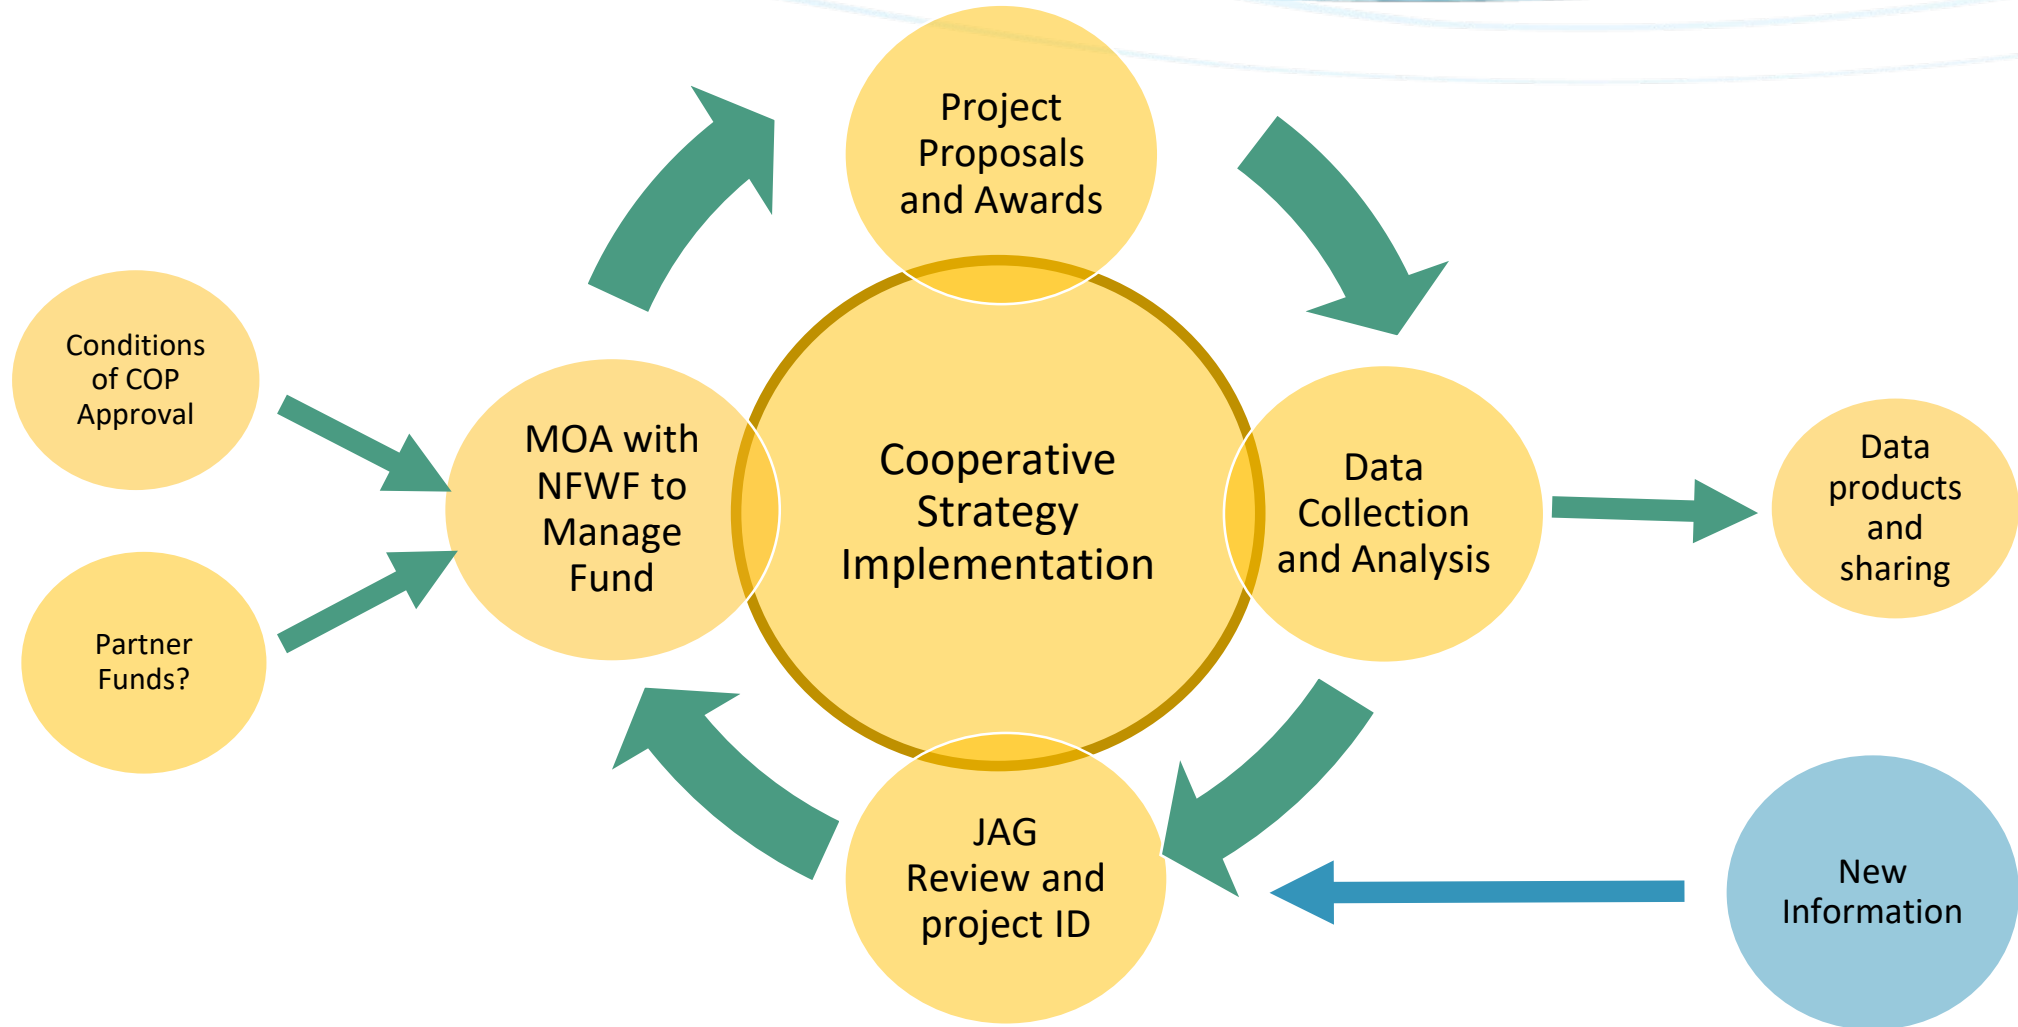 Project
Proposals
and Awards
Conditions
of COP
Approval
MOA with
NFWF to
Manage
Fund
Cooperative
Strategy
Implementation
Data
Collection
and Analysis
Data
products
and
sharing
Partner
Funds?
JAG
Review and
project ID
New
Information